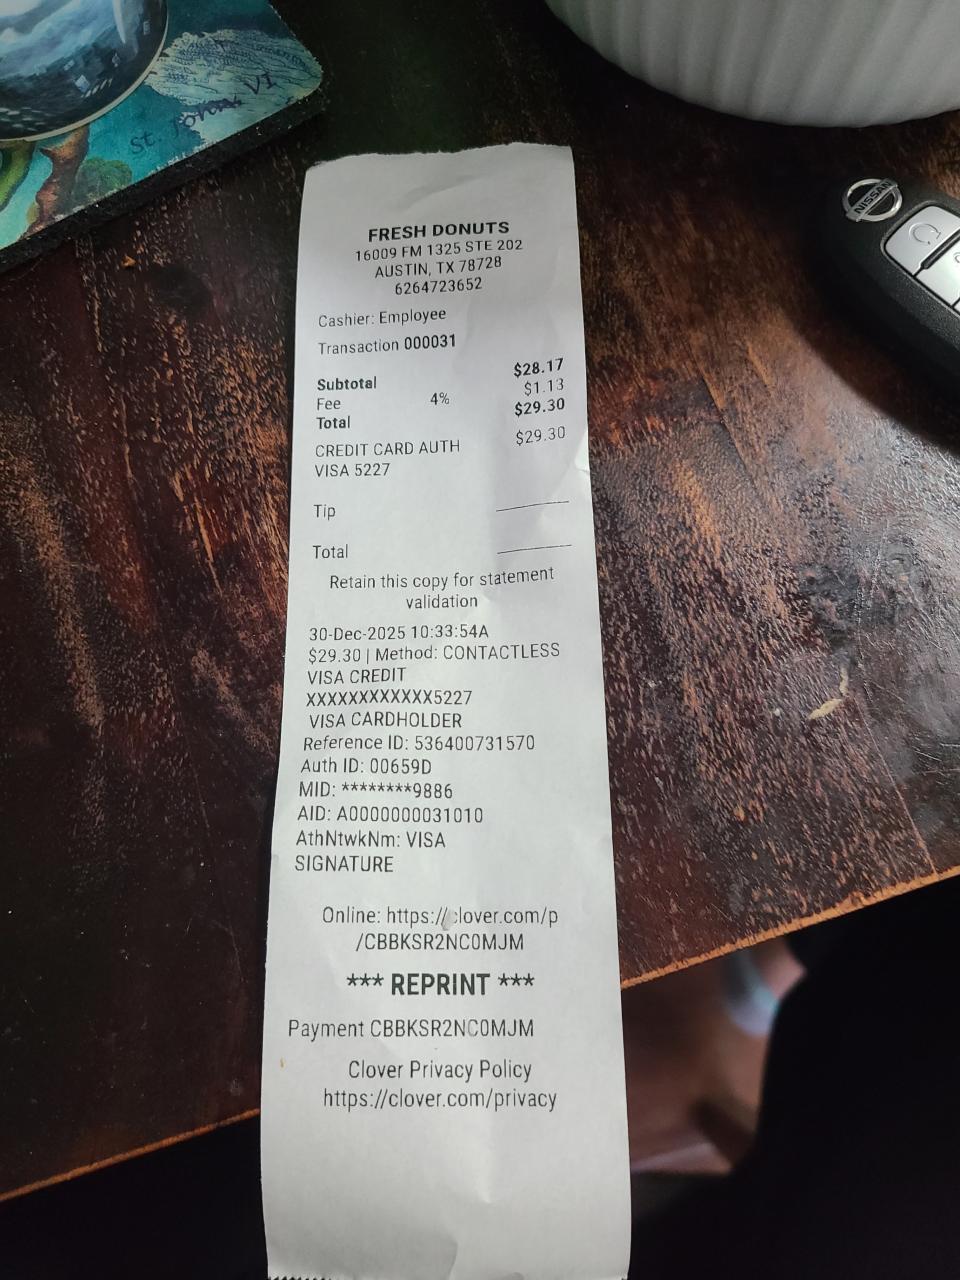 St. John, VI
NISSAN
FRESH DONUTS
16009 FM 1325 STE 202
AUSTIN, TX 78728
6264723652
Cashier: Employee
Transaction 000031
Subtotal $28.17
Fee 4% $1.13
Total $29.30
CREDIT CARD AUTH $29.30
VISA 5227
Tip
Total
Retain this copy for statement
validation
30-Dec-2025 10:33:54A
$29.30 | Method: CONTACTLESS
VISA CREDIT
XXXXXXXXXXXX5227
VISA CARDHOLDER
Reference ID: 536400731570
Auth ID: 00659D
MID: ********9886
AID: A0000000031010
AthNtwkNm: VISA
SIGNATURE
Online: https://clover.com/p
/CBBKSR2NC0MJM
*** REPRINT ***
Payment CBBKSR2NC0MJM
Clover Privacy Policy
https://clover.com/privacy